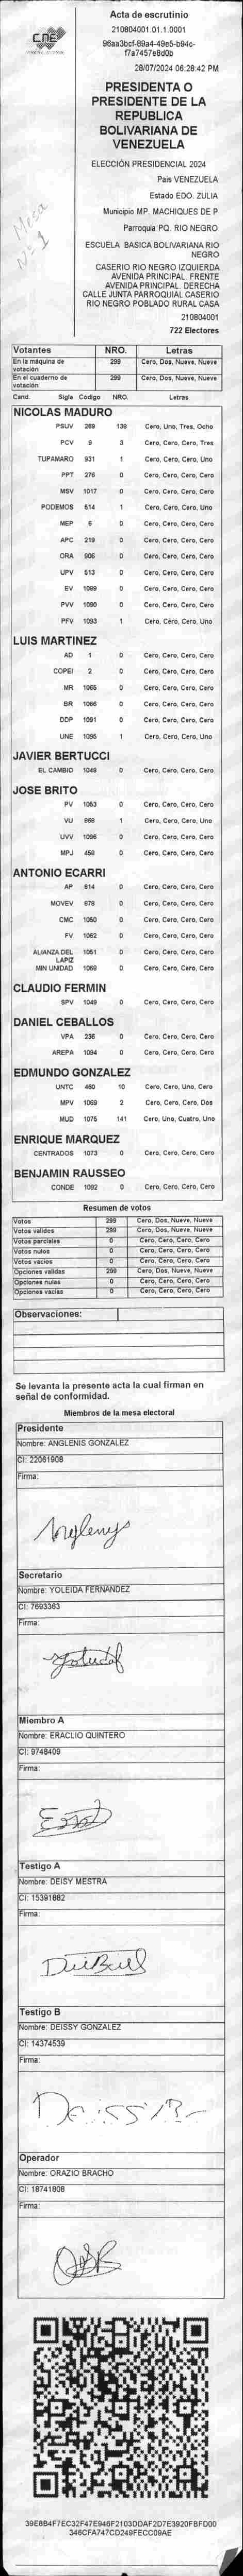 CNE
Acta de escrutinio
210804001.01.1.0001
96aa3bcf-89a4-49e5-b94c-
f7a7457e8d0b
28/07/2024 06:28:42 PM
PRESIDENTA O
PRESIDENTE DE LA
REPUBLICA
BOLIVARIANA DE
VENEZUELA
ELECCIÓN PRESIDENCIAL 2024
Pais VENEZUELA
Estado EDO. ZULIA
Municipio MP. MACHIQUES DE P
Parroquia PQ. RIO NEGRO
ESCUELA BASICA BOLIVARIANA RIO
NEGRO
CASERIO RIO NEGRO IZQUIERDA
AVENIDA PRINCIPAL. FRENTE
AVENIDA PRINCIPAL. DERECHA
CALLE JUNTA PARROQUIAL CASERIO
RIO NEGRO POBLADO RURAL CASA
210804001
722 Electores
Mesa
Nº 1
Votantes NRO. Letras
En la máquina de votación 299 Cero, Dos, Nueve, Nueve
En el cuaderno de votación 299 Cero, Dos, Nueve, Nueve
Cand. Sigla Código NRO. Letras
NICOLAS MADURO
PSUV 269 138 Cero, Uno, Tres, Ocho
PCV 9 3 Cero, Cero, Cero, Tres
TUPAMARO 931 1 Cero, Cero, Cero, Uno
PPT 276 0 Cero, Cero, Cero, Cero
MSV 1017 0 Cero, Cero, Cero, Cero
PODEMOS 514 1 Cero, Cero, Cero, Uno
MEP 6 0 Cero, Cero, Cero, Cero
APC 219 0 Cero, Cero, Cero, Cero
ORA 906 0 Cero, Cero, Cero, Cero
UPV 513 0 Cero, Cero, Cero, Cero
EV 1089 0 Cero, Cero, Cero, Cero
PVV 1090 0 Cero, Cero, Cero, Cero
PFV 1093 1 Cero, Cero, Cero, Uno
LUIS MARTINEZ
AD 1 0 Cero, Cero, Cero, Cero
COPEI 2 0 Cero, Cero, Cero, Cero
MR 1065 0 Cero, Cero, Cero, Cero
BR 1066 0 Cero, Cero, Cero, Cero
DDP 1091 0 Cero, Cero, Cero, Cero
UNE 1095 1 Cero, Cero, Cero, Uno
JAVIER BERTUCCI
EL CAMBIO 1048 0 Cero, Cero, Cero, Cero
JOSE BRITO
PV 1053 0 Cero, Cero, Cero, Cero
VU 968 1 Cero, Cero, Cero, Uno
UVV 1096 0 Cero, Cero, Cero, Cero
MPJ 458 0 Cero, Cero, Cero, Cero
ANTONIO ECARRI
AP 814 0 Cero, Cero, Cero, Cero
MOVEV 978 0 Cero, Cero, Cero, Cero
CMC 1050 0 Cero, Cero, Cero, Cero
FV 1062 0 Cero, Cero, Cero, Cero
ALIANZA DEL LAPIZ 1051 0 Cero, Cero, Cero, Cero
MIN UNIDAD 1069 0 Cero, Cero, Cero, Cero
CLAUDIO FERMIN
SPV 1049 0 Cero, Cero, Cero, Cero
DANIEL CEBALLOS
VPA 236 0 Cero, Cero, Cero, Cero
AREPA 1094 0 Cero, Cero, Cero, Cero
EDMUNDO GONZALEZ
UNTC 460 10 Cero, Cero, Uno, Cero
MPV 1069 2 Cero, Cero, Cero, Dos
MUD 1075 141 Cero, Uno, Cuatro, Uno
ENRIQUE MARQUEZ
CENTRADOS 1073 0 Cero, Cero, Cero, Cero
BENJAMIN RAUSSEO
CONDE 1092 0 Cero, Cero, Cero, Cero
Resumen de votos
Votos 299 Cero, Dos, Nueve, Nueve
Votos validos 299 Cero, Dos, Nueve, Nueve
Votos parciales 0 Cero, Cero, Cero, Cero
Votos nulos 0 Cero, Cero, Cero, Cero
Votos vacios 0 Cero, Cero, Cero, Cero
Opciones validas 299 Cero, Dos, Nueve, Nueve
Opciones nulas 0 Cero, Cero, Cero, Cero
Opciones vacias 0 Cero, Cero, Cero, Cero
Observaciones:
Se levanta la presente acta la cual firman en
señal de conformidad.
Miembros de la mesa electoral
Presidente
Nombre: ANGLENIS GONZALEZ
CI: 22061908
Firma:
Anglenys
Secretario
Nombre: YOLEIDA FERNANDEZ
CI: 7693363
Firma:
Miembro A
Nombre: ERACLIO QUINTERO
CI: 9748409
Firma:
Testigo A
Nombre: DEISY MESTRA
CI: 15391882
Firma:
Testigo B
Nombre: DEISSY GONZALEZ
CI: 14374539
Firma:
Operador
Nombre: ORAZIO BRACHO
CI: 18741808
Firma:
39E8B4F7EC32F47E946F2103DDAF2D7E3920FBFD00
346CFA747CD249FECC09AE